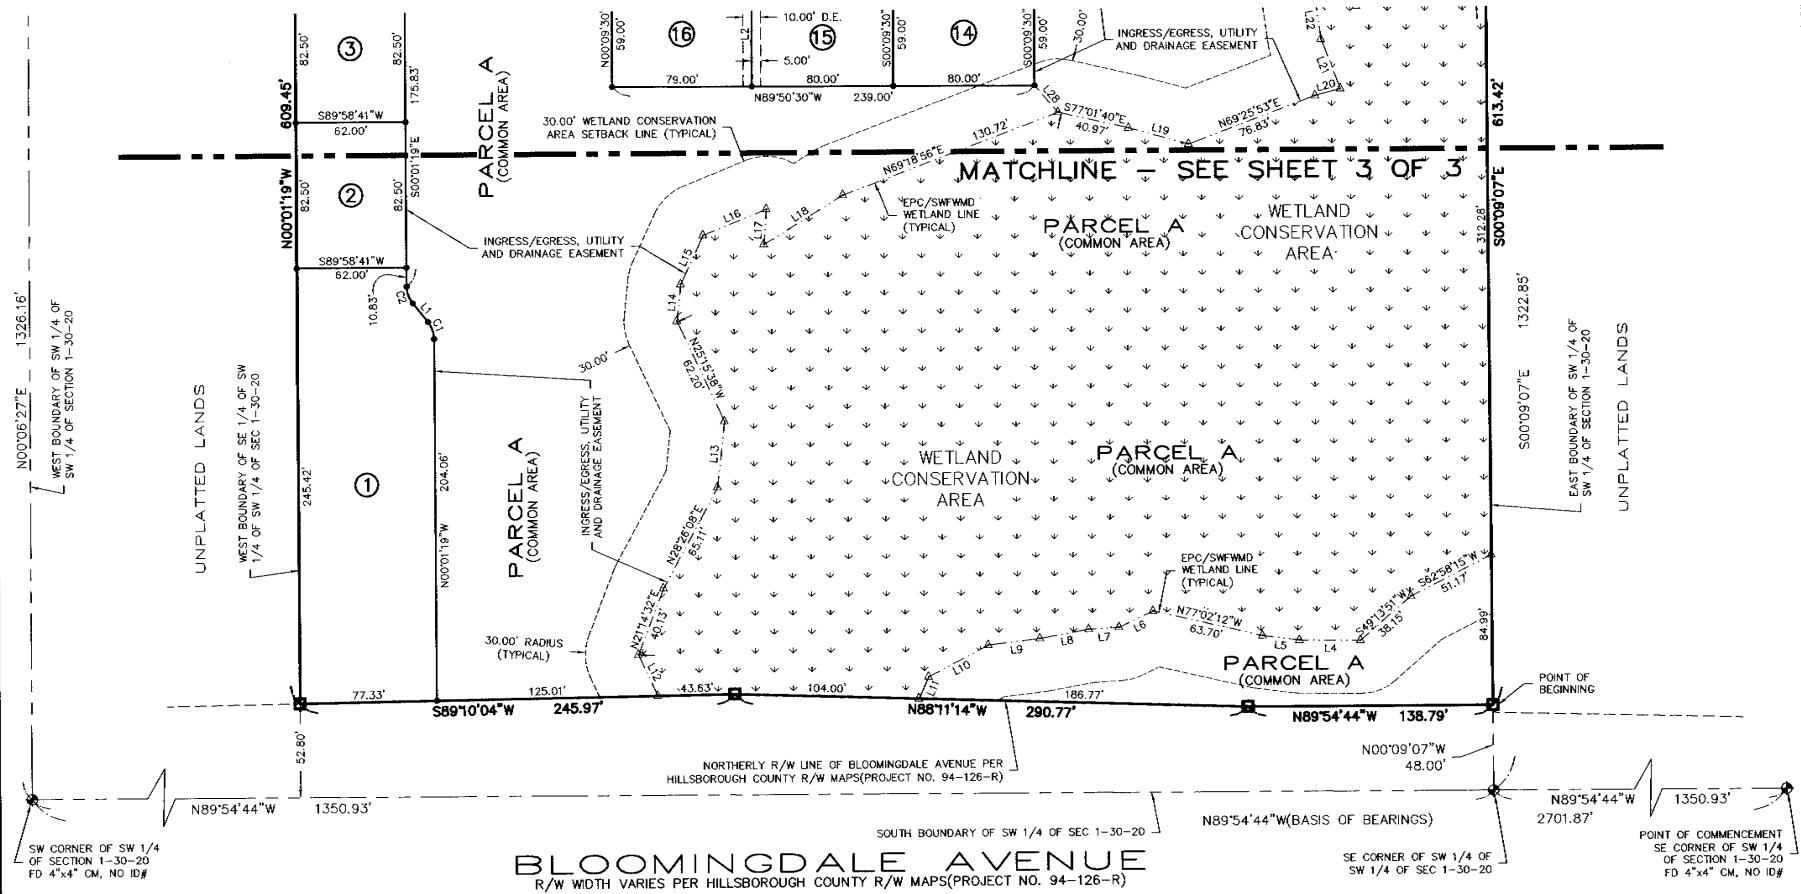 82.50'
3
82.50'
175.83'
609.45'
S89°58'41"W
62.00'
PARCEL A
(COMMON AREA)
N00°09'30"
59.00'
16
L2
10.00' D.E.
15
5.00'
S00°09'30"
59.00'
14
S00°09'30"
59.00'
30.00'
79.00'
80.00'
80.00'
N89°50'30"W 239.00'
INGRESS/EGRESS, UTILITY
AND DRAINAGE EASEMENT
L22
L21
L20
L28
S77°01'40"E
40.97'
L19
N69°25'53"E
76.83'
613.42'
30.00' WETLAND CONSERVATION
AREA SETBACK LINE (TYPICAL)
130.72'
N69°18'56"E
MATCHLINE - SEE SHEET 3 OF 3
N00°01'19"W
82.50'
2
82.50'
S00°01'19"E
S89°58'41"W
62.00'
10.83'
C2
L1
C1
INGRESS/EGRESS, UTILITY
AND DRAINAGE EASEMENT
L16
L17
L18
L15
L14
EPC/SWFWMD
WETLAND LINE
(TYPICAL)
PARCEL A
(COMMON AREA)
WETLAND
CONSERVATION
AREA
312.28'
S00°09'07"E
N00°06'27"E 1326.16'
WEST BOUNDARY OF SW 1/4 OF
SW 1/4 OF SECTION 1-30-20
UNPLATTED LANDS
WEST BOUNDARY OF SE 1/4 OF SW
1/4 OF SW 1/4 OF SEC 1-30-20
245.42'
1
204.06'
N00°01'19"W
PARCEL A
(COMMON AREA)
INGRESS/EGRESS, UTILITY
AND DRAINAGE EASEMENT
30.00'
N25°15'38"W
62.20'
L13
N28°26'08"E
65.11'
N21°14'32"E
40.13'
L12
30.00' RADIUS
(TYPICAL)
WETLAND
CONSERVATION
AREA
PARCEL A
(COMMON AREA)
S00°09'07"E 1322.85'
EAST BOUNDARY OF SW 1/4 OF
SW 1/4 OF SECTION 1-30-20
UNPLATTED LANDS
EPC/SWFWMD
WETLAND LINE
(TYPICAL)
N77°02'12"W
63.70'
S49°13'51"W
38.15'
S62°58'15"W
51.17'
84.99'
L11
L10
L9
L8
L7
L6
L5
L4
PARCEL A
(COMMON AREA)
POINT OF
BEGINNING
77.33'
125.01'
43.63'
104.00'
186.77'
S89°10'04"W 245.97'
N88°11'14"W 290.77'
N89°54'44"W 138.79'
52.80'
NORTHERLY R/W LINE OF BLOOMINGDALE AVENUE PER
HILLSBOROUGH COUNTY R/W MAPS(PROJECT NO. 94-126-R)
N00°09'07"W
48.00'
N89°54'44"W 1350.93'
SOUTH BOUNDARY OF SW 1/4 OF SEC 1-30-20
N89°54'44"W(BASIS OF BEARINGS)
N89°54'44"W 1350.93'
2701.87'
SW CORNER OF SW 1/4
OF SECTION 1-30-20
FD 4"x4" CM, NO ID#
BLOOMINGDALE AVENUE
R/W WIDTH VARIES PER HILLSBOROUGH COUNTY R/W MAPS(PROJECT NO. 94-126-R)
SE CORNER OF SW 1/4 OF
SW 1/4 OF SEC 1-30-20
POINT OF COMMENCEMENT
SE CORNER OF SW 1/4
OF SECTION 1-30-20
FD 4"x4" CM, NO ID#